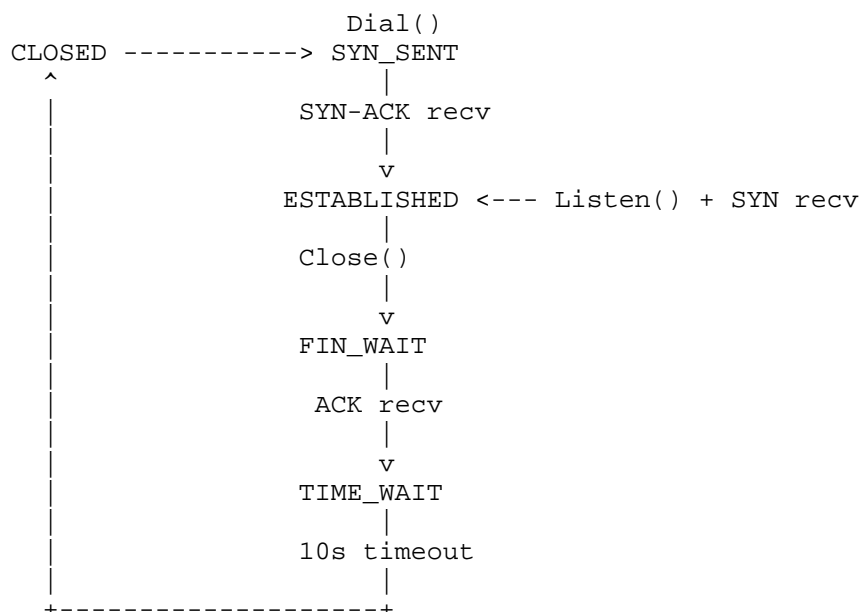 Dial()
CLOSED -----------> SYN_SENT
^ |
| SYN-ACK recv
| |
| v
| ESTABLISHED <--- Listen() + SYN recv
| |
| Close()
| |
| v
| FIN_WAIT
| |
| ACK recv
| |
| v
| TIME_WAIT
| |
| 10s timeout
| |
+---------------------+